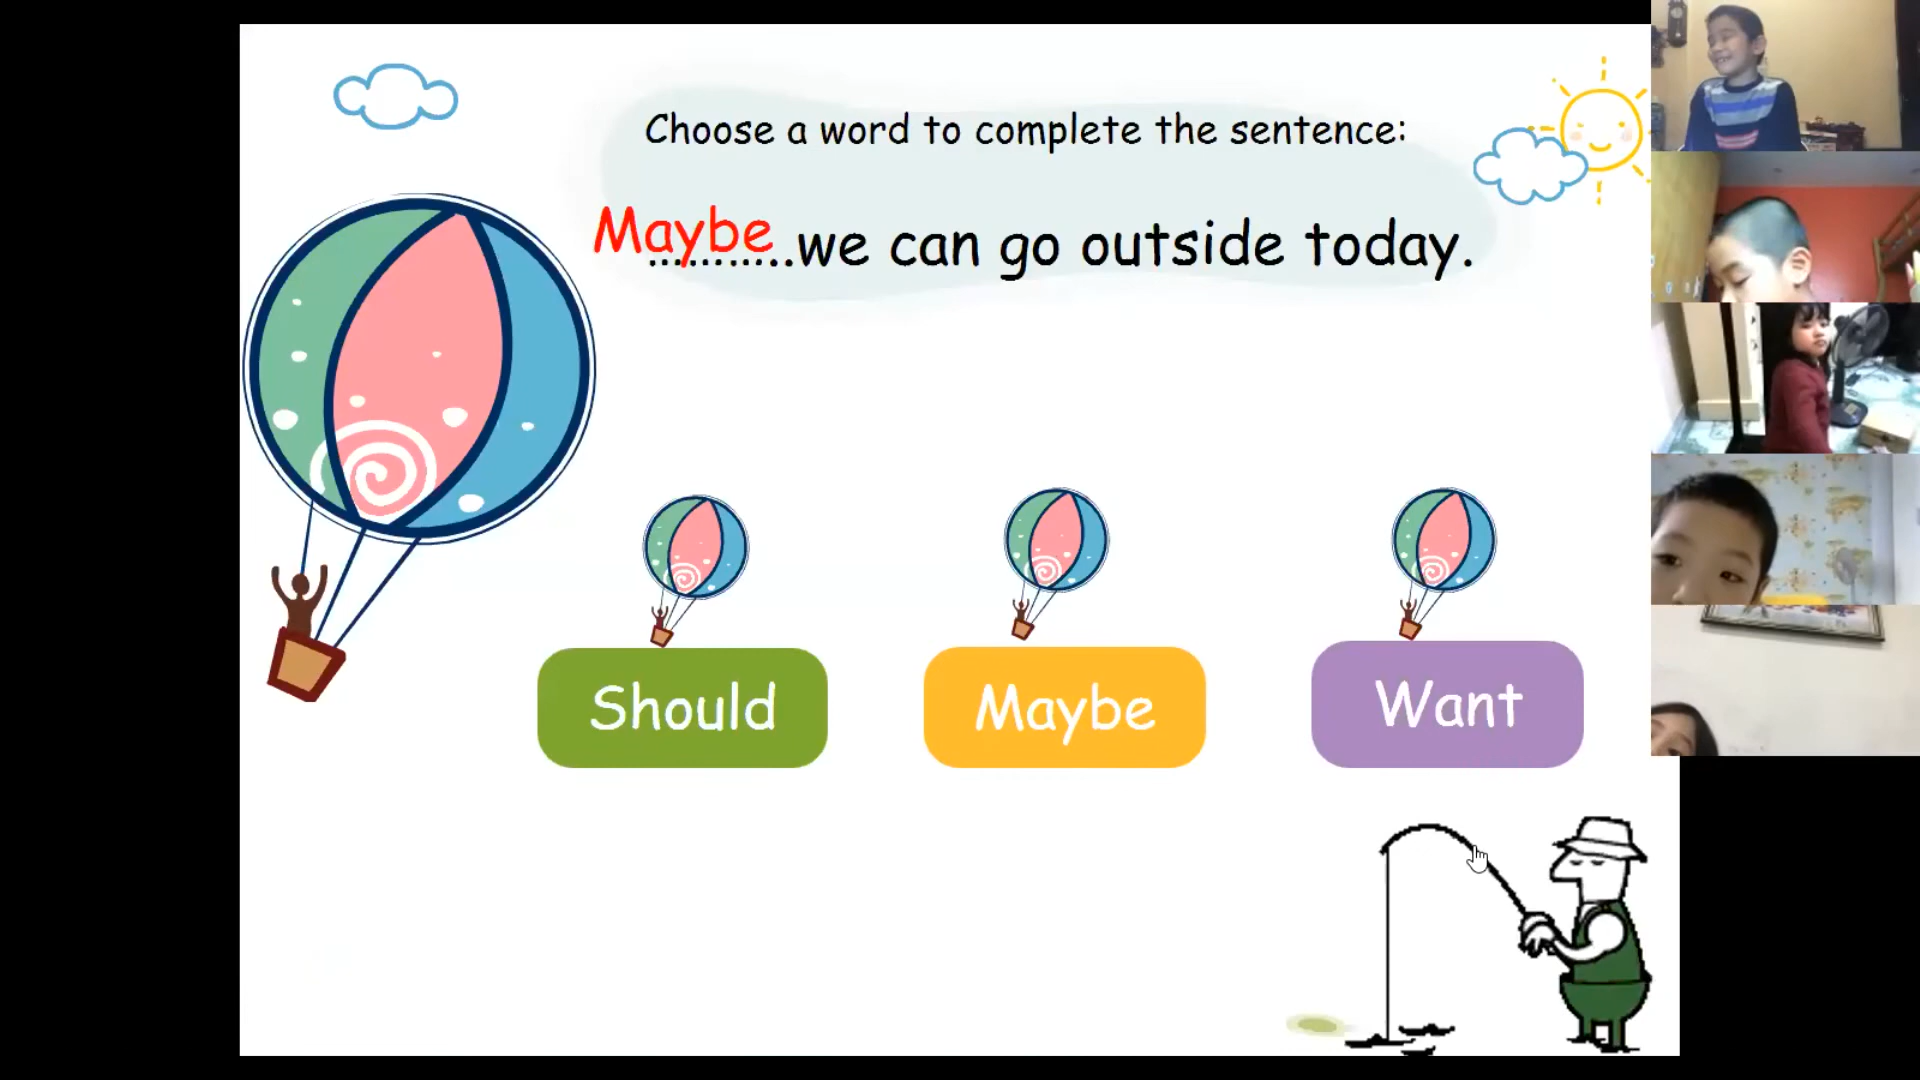 Choose a word to complete the sentence:
Maybe...........we can go outside today.
Should
Maybe
Want